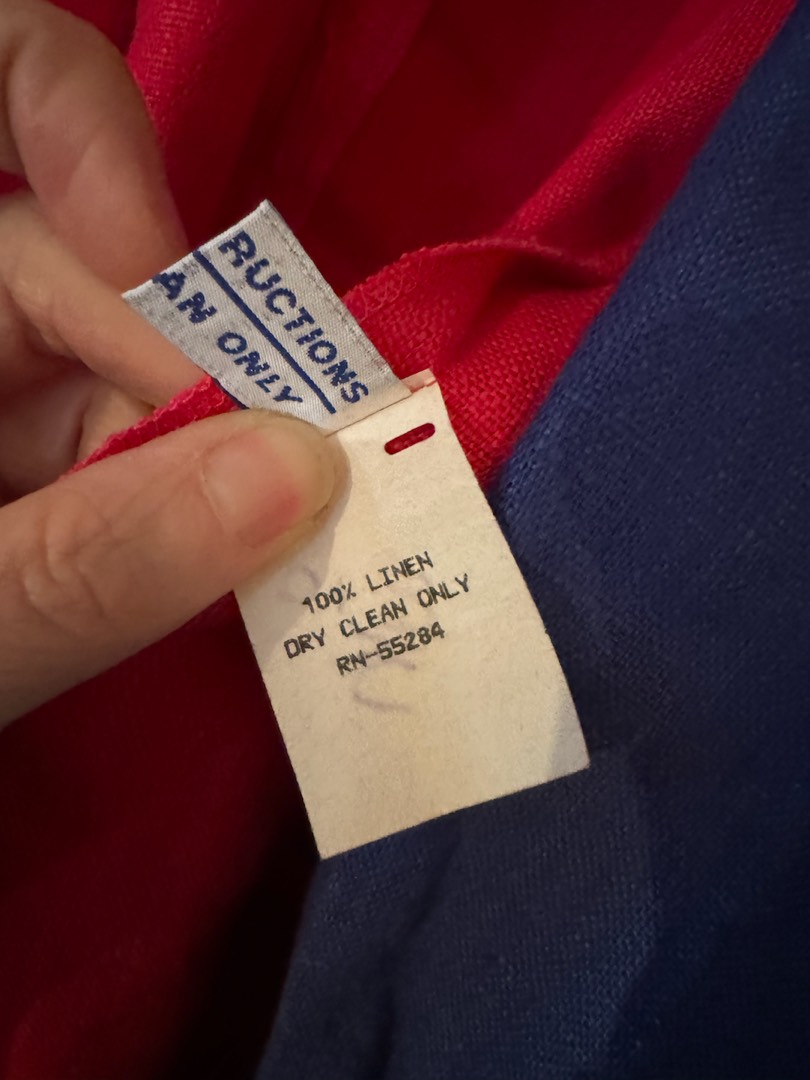 RUCTIONS
AN ONLY
100% LINEN
DRY CLEAN ONLY
RN-55284